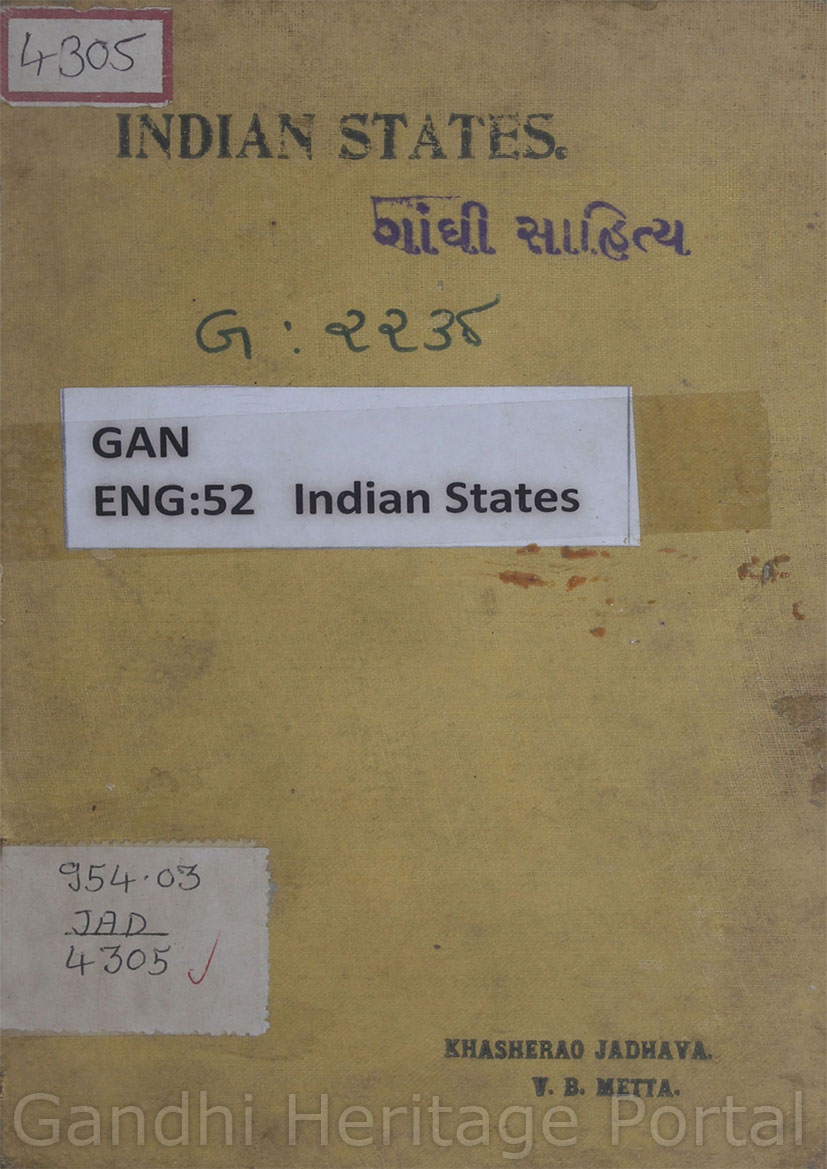 4305
INDIAN STATES.
ગાંધી સાહિત્ય
GAN
ENG:52 Indian States
954.03
JAD
4305
KHASHERAO JADHAVA.
V. B. METTA.
Gandhi Heritage Portal